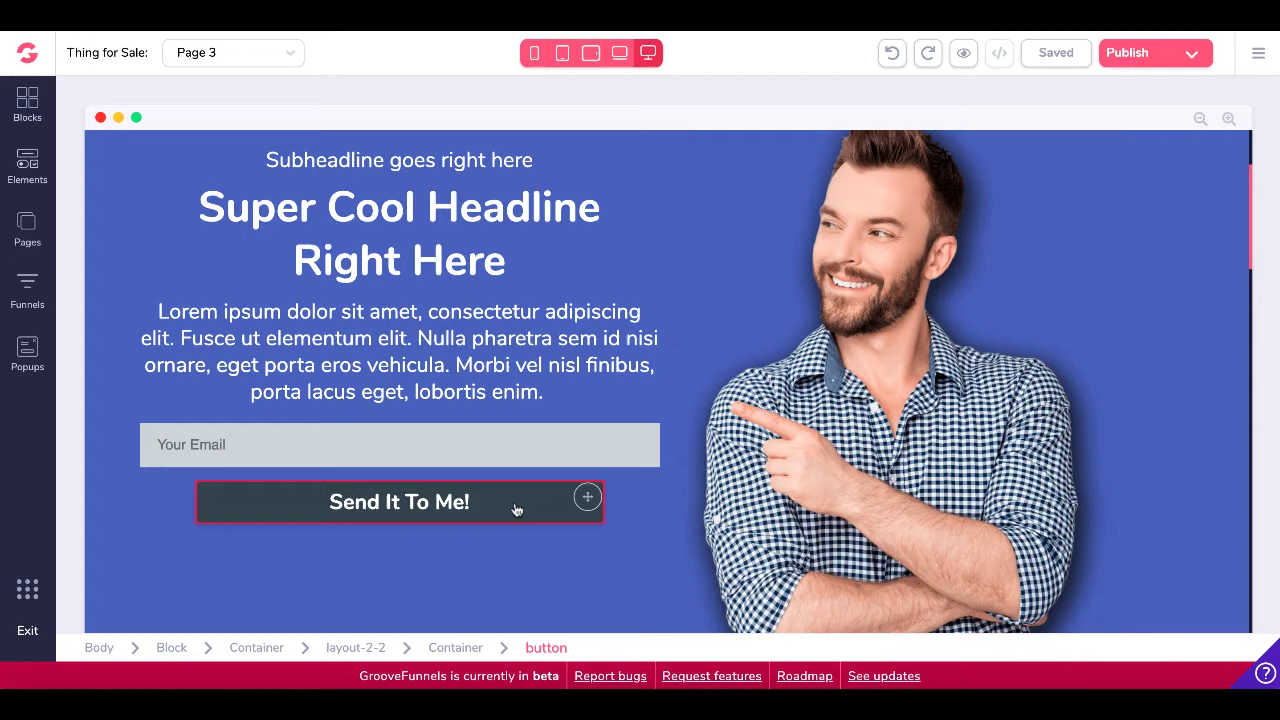 Thing for Sale:
Page 3
Saved
Publish
Blocks
Elements
Pages
Funnels
Popups
Exit
Subheadline goes right here
Super Cool Headline
Right Here
Lorem ipsum dolor sit amet, consectetur adipiscing
elit. Fusce ut elementum elit. Nulla pharetra sem id nisi
ornare, eget porta eros vehicula. Morbi vel nisl finibus,
porta lacus eget, lobortis enim.
Your Email
Send It To Me!
Body Block Container layout-2-2 Container button
GrooveFunnels is currently in beta Report bugs Request features Roadmap See updates